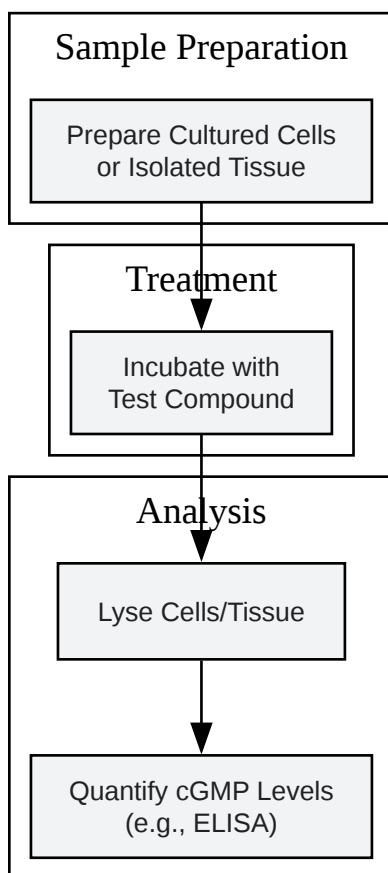 Sample Preparation
Prepare Cultured Cells
or Isolated Tissue
Treatment
Incubate with
Test Compound
Analysis
Lyse Cells/Tissue
Quantify cGMP Levels
(e.g., ELISA)